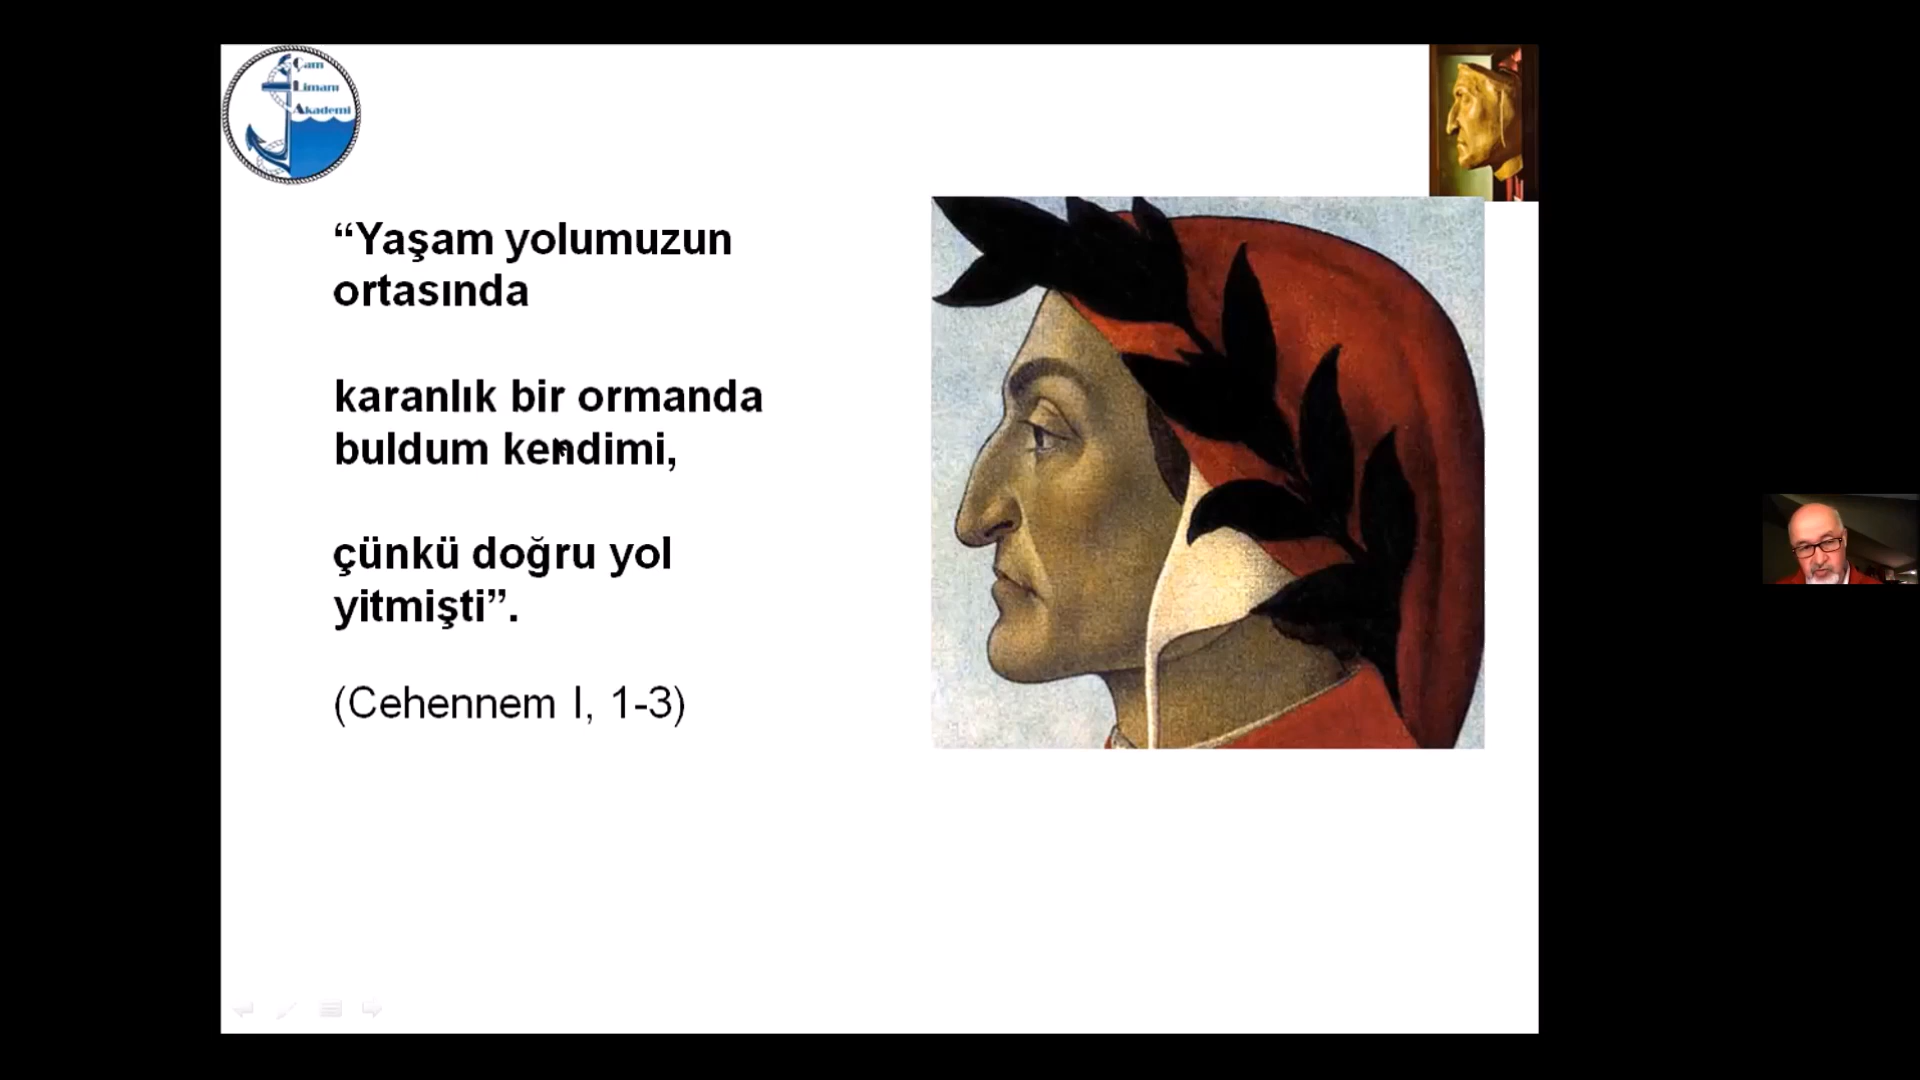 Çam
Limanı
Akademi
“Yaşam yolumuzun
ortasında
karanlık bir ormanda
buldum kendimi,
çünkü doğru yol
yitmişti”.
(Cehennem I, 1-3)